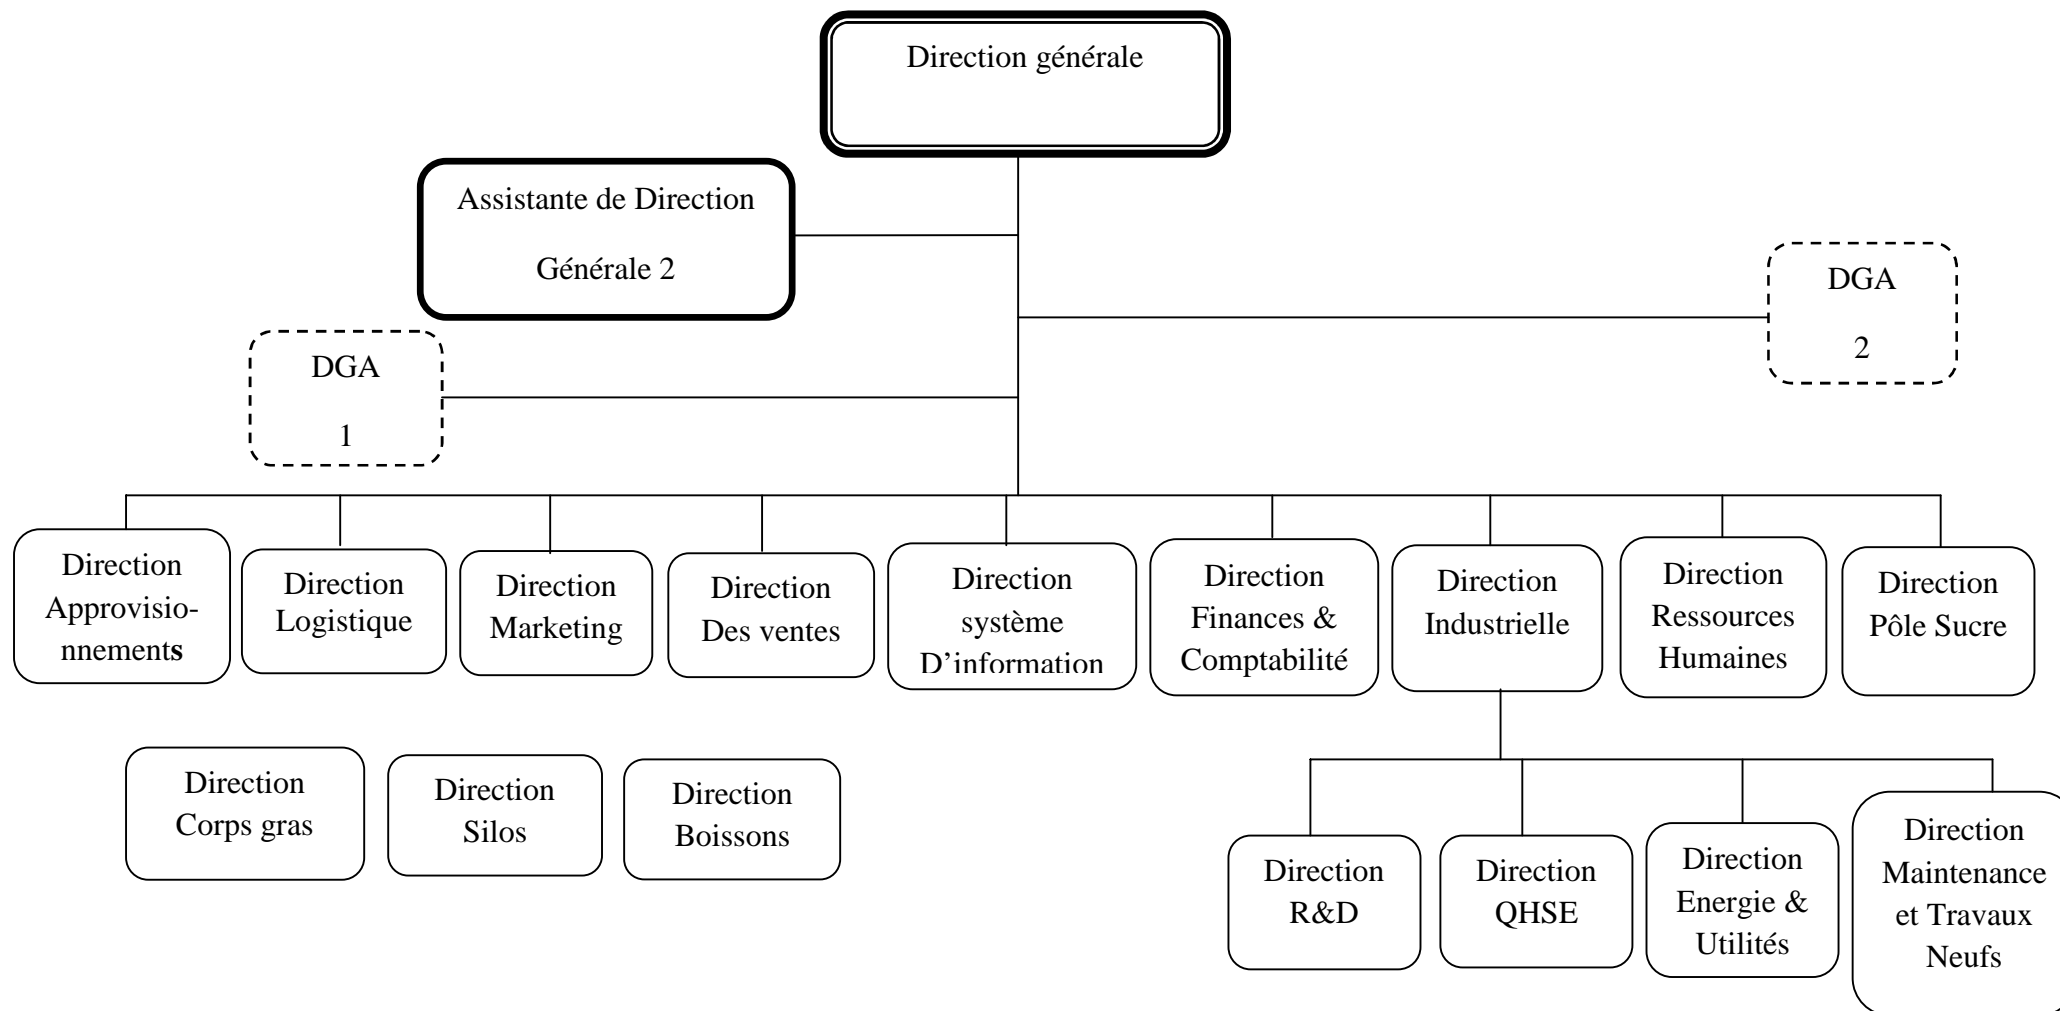 Direction générale
Assistante de Direction
Générale 2
DGA
2
DGA
1
Direction
Approvisio-
nnements
Direction
Logistique
Direction
Marketing
Direction
Des ventes
Direction
système
D’information
Direction
Finances &
Comptabilité
Direction
Industrielle
Direction
Ressources
Humaines
Direction
Pôle Sucre
Direction
Corps gras
Direction
Silos
Direction
Boissons
Direction
R&D
Direction
QHSE
Direction
Energie &
Utilités
Direction
Maintenance
et Travaux
Neufs